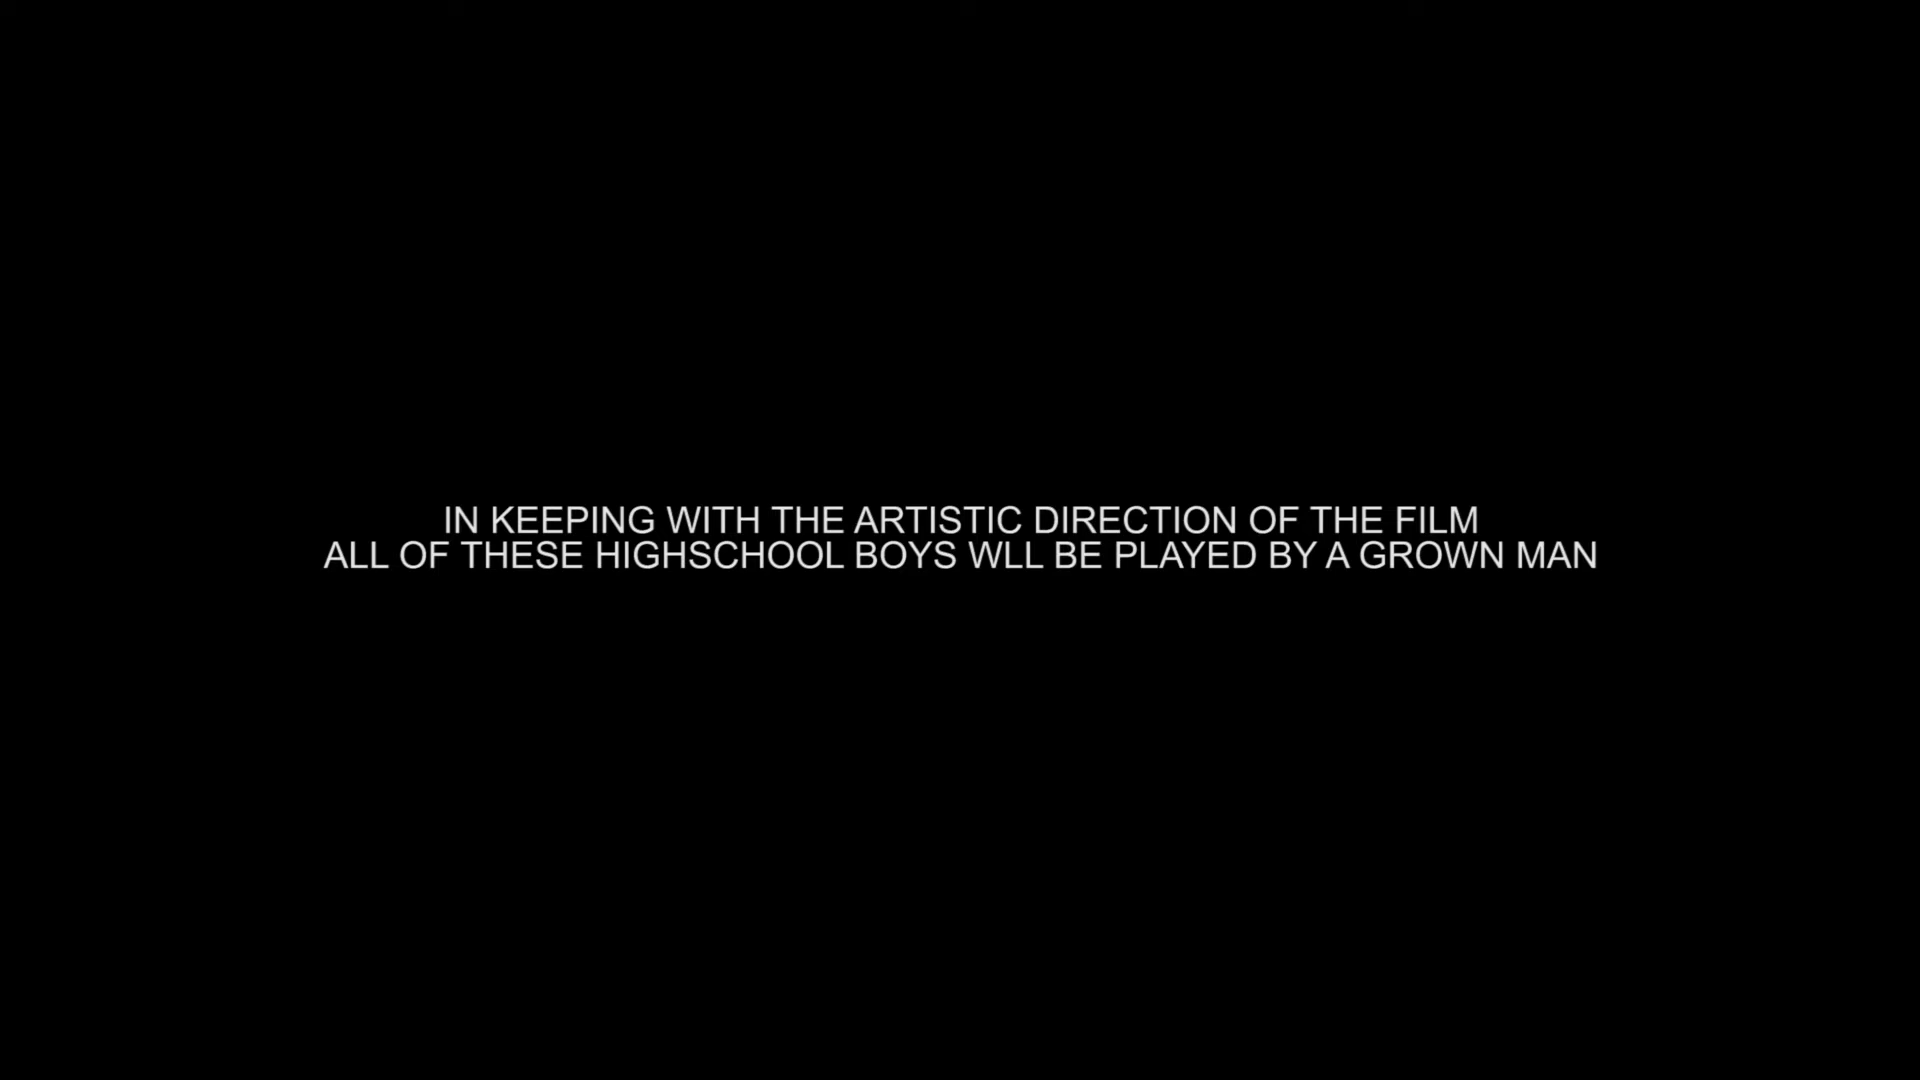 IN KEEPING WITH THE ARTISTIC DIRECTION OF THE FILM
ALL OF THESE HIGHSCHOOL BOYS WLL BE PLAYED BY A GROWN MAN